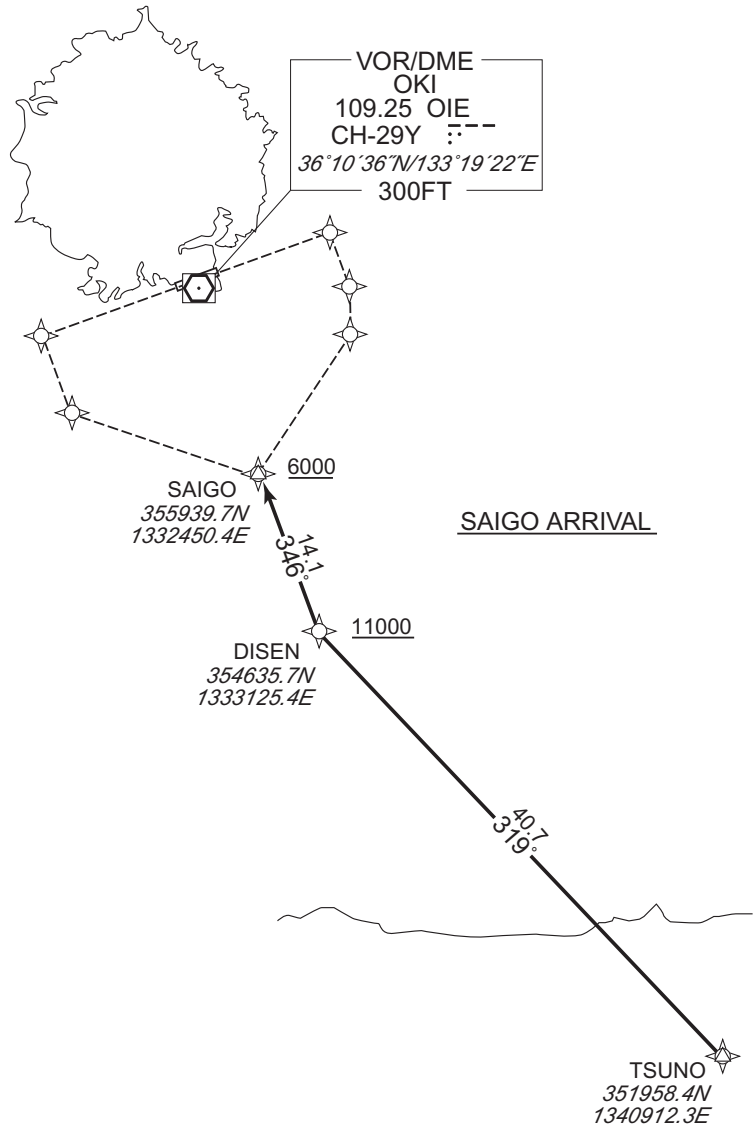 VOR/DME
OKI
109.25 OIE
CH-29Y
36°10´36˝N/133°19´22˝E
300FT
6000
SAIGO
355939.7N
1332450.4E
SAIGO ARRIVAL
14.1
346°
11000
DISEN
354635.7N
1333125.4E
40.7
319°
TSUNO
351958.4N
1340912.3E